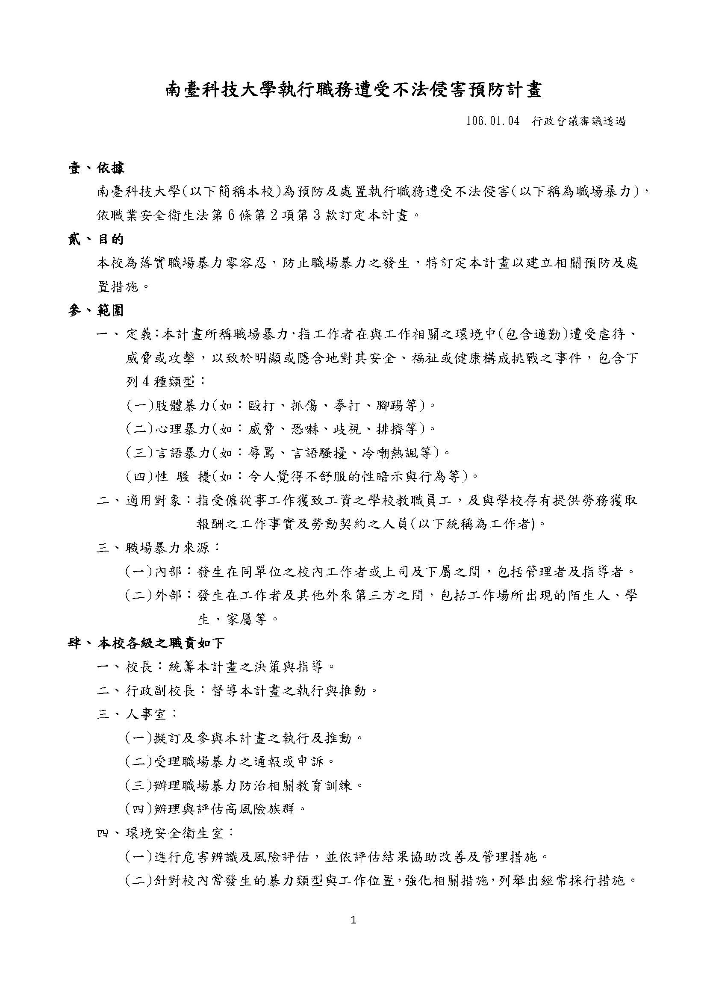 南臺科技大學執行職務遭受不法侵害預防計畫
106.01.04 行政會議審議通過
壹、依據
南臺科技大學(以下簡稱本校)為預防及處置執行職務遭受不法侵害(以下稱為職場暴力)，
依職業安全衛生法第 6 條第 2 項第 3 款訂定本計畫。
貳、目的
本校為落實職場暴力零容忍，防止職場暴力之發生，特訂定本計畫以建立相關預防及處
置措施。
參、範圍
一、定義：本計畫所稱職場暴力，指工作者在與工作相關之環境中(包含通勤)遭受虐待、
威脅或攻擊，以致於明顯或隱含地對其安全、福祉或健康構成挑戰之事件，包含下
列 4 種類型：
(一)肢體暴力(如：毆打、抓傷、拳打、腳踢等)。
(二)心理暴力(如：威脅、恐嚇、歧視、排擠等)。
(三)言語暴力(如：辱罵、言語騷擾、冷嘲熱諷等)。
(四)性 騷 擾(如：令人覺得不舒服的性暗示與行為等)。
二、適用對象：指受僱從事工作獲致工資之學校教職員工，及與學校存有提供勞務獲取
報酬之工作事實及勞動契約之人員(以下統稱為工作者)。
三、職場暴力來源：
(一)內部：發生在同單位之校內工作者或上司及下屬之間，包括管理者及指導者。
(二)外部：發生在工作者及其他外來第三方之間，包括工作場所出現的陌生人、學
生、家屬等。
肆、本校各級之職責如下
一、校長：統籌本計畫之決策與指導。
二、行政副校長：督導本計畫之執行與推動。
三、人事室：
(一)擬訂及參與本計畫之執行及推動。
(二)受理職場暴力之通報或申訴。
(三)辦理職場暴力防治相關教育訓練。
(四)辦理與評估高風險族群。
四、環境安全衛生室：
(一)進行危害辨識及風險評估，並依評估結果協助改善及管理措施。
(二)針對校內常發生的暴力類型與工作位置，強化相關措施，列舉出經常採行措施。
1